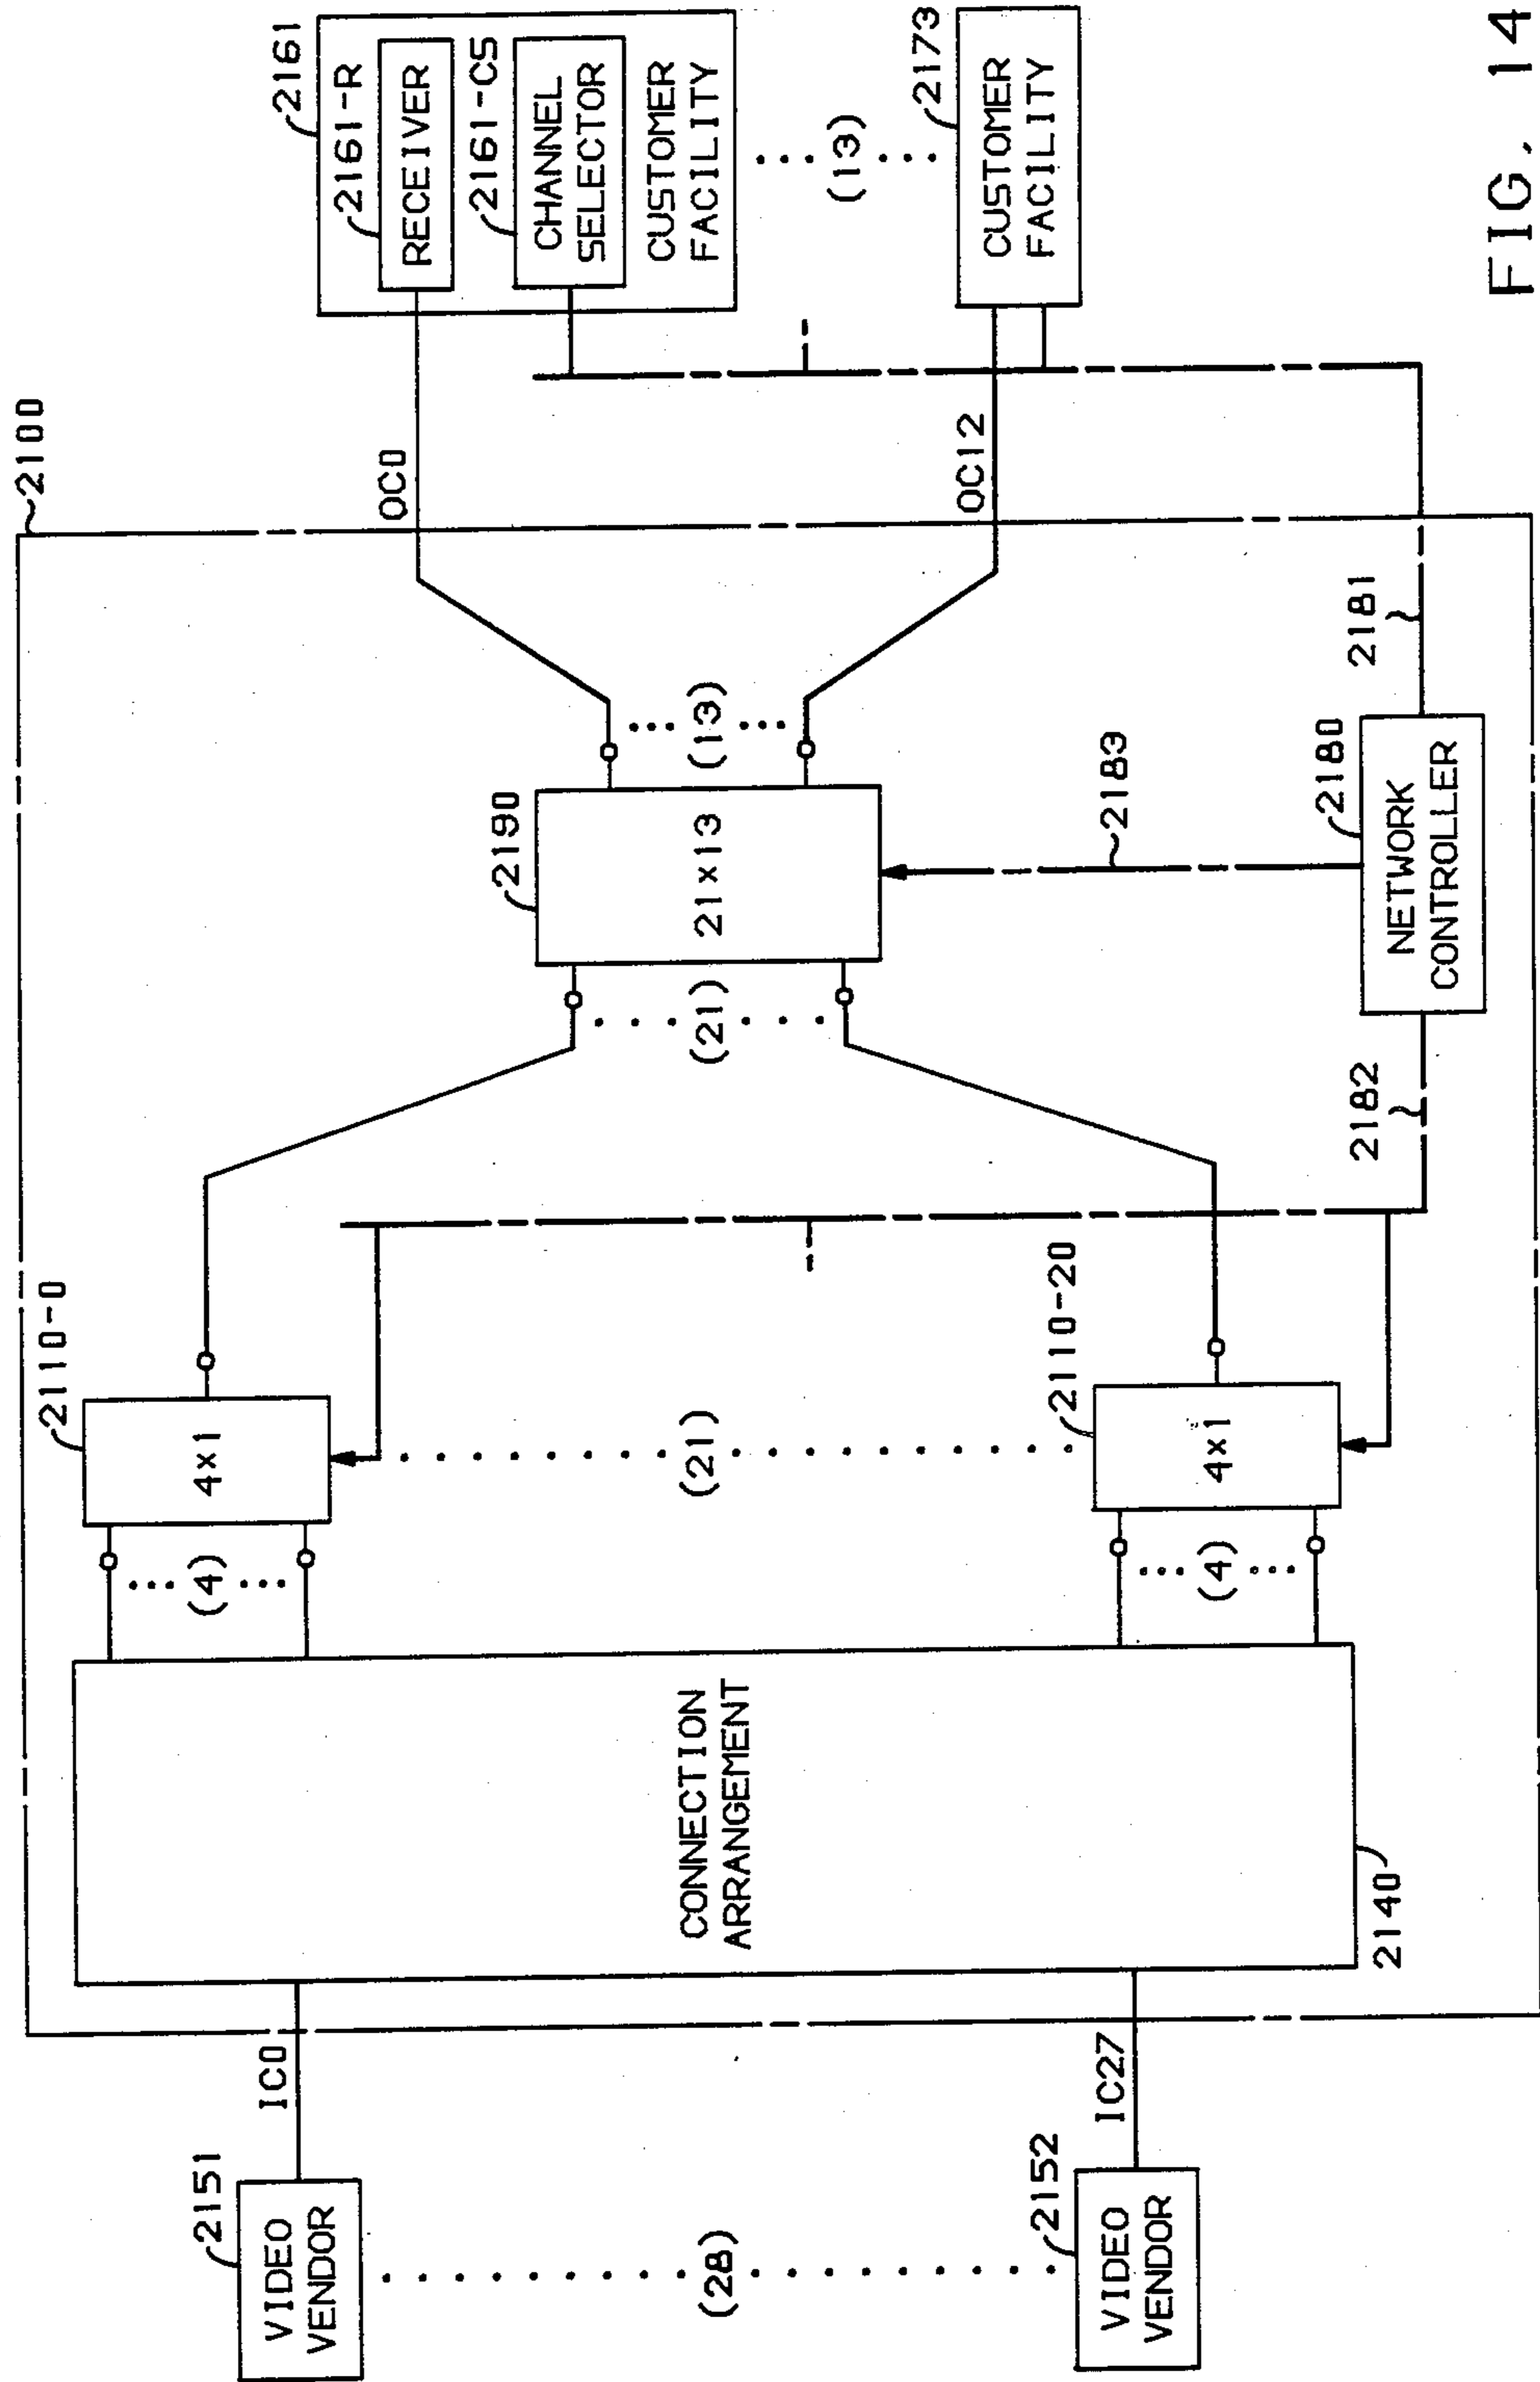 2151
VIDEO
VENDOR
(28)
2152
VIDEO
VENDOR
IC0
IC27
CONNECTION
ARRANGEMENT
2140
2100
(4)
2110-0
4×1
(21)
(4)
2110-20
4×1
(21)
2190
21×13
(13)
2182
2183
2180
NETWORK
CONTROLLER
2181
OC0
OC12
2161
2161-R
RECEIVER
2161-CS
CHANNEL
SELECTOR
CUSTOMER
FACILITY
(13)
2173
CUSTOMER
FACILITY
FIG. 14